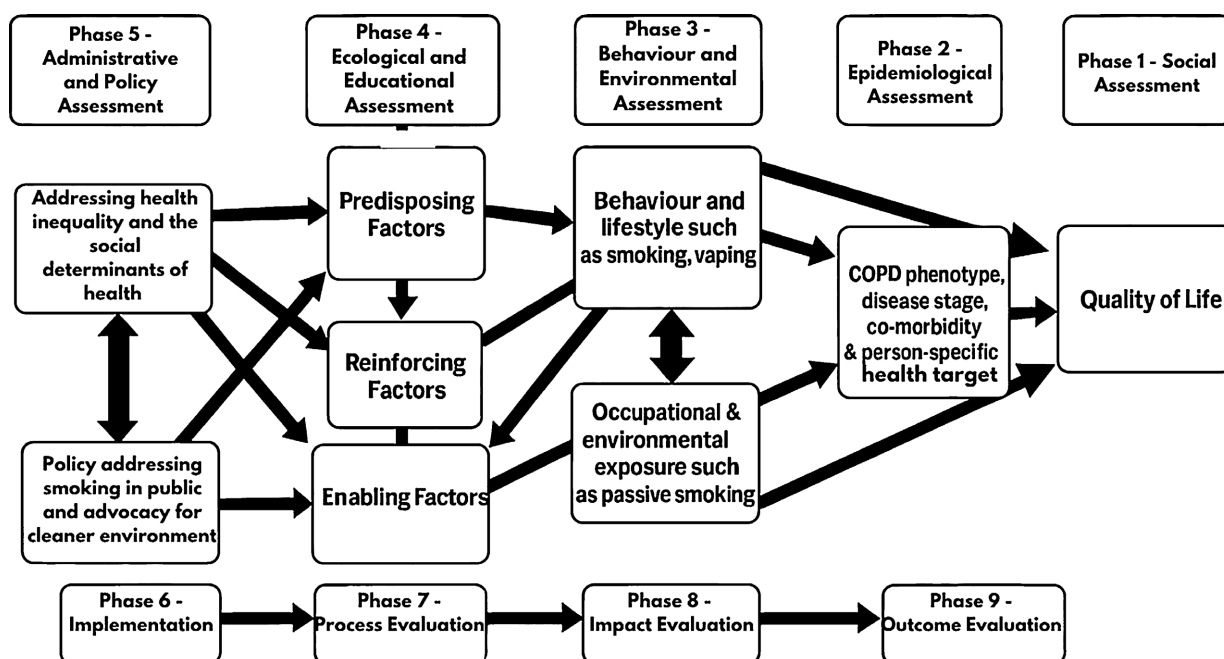 Phase 5 -
Administrative
and Policy
Assessment
Phase 4 -
Ecological and
Educational
Assessment
Phase 3 -
Behaviour and
Environmental
Assessment
Phase 2 -
Epidemiological
Assessment
Phase 1 - Social
Assessment
Addressing health
inequality and the
social
determinants of
health
Predisposing
Factors
Behaviour and
lifestyle such
as smoking, vaping
COPD phenotype,
disease stage,
co-morbidity
& person-specific
health target
Quality of Life
Reinforcing
Factors
Occupational &
environmental
exposure such
as passive smoking
Policy addressing
smoking in public
and advocacy for
cleaner environment
Enabling Factors
Phase 6 -
Implementation
Phase 7 -
Process Evaluation
Phase 8 -
Impact Evaluation
Phase 9 -
Outcome Evaluation